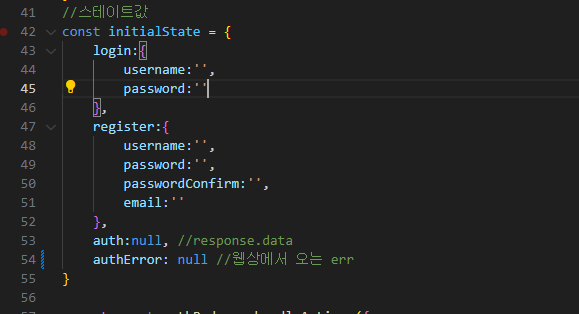 41 //스테이트값
42 const initialState = {
43 login:{
44 username:'',
45 password:''
46 },
47 register:{
48 username:'',
49 password:'',
50 passwordConfirm:'',
51 email:''
52 },
53 auth:null, //response.data
54 authError: null //웹상에서 오는 err
55 }
56